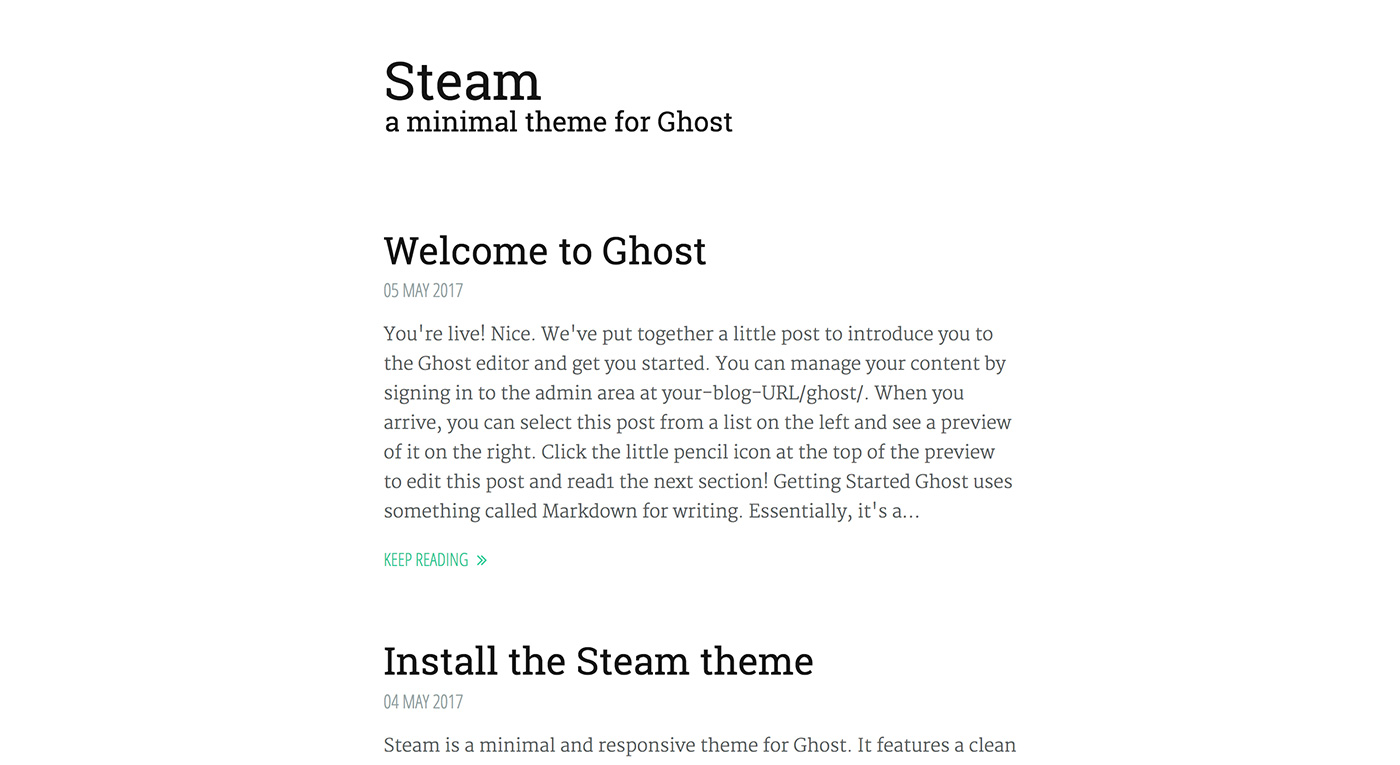 Steam
a minimal theme for Ghost
Welcome to Ghost
05 MAY 2017
You're live! Nice. We've put together a little post to introduce you to
the Ghost editor and get you started. You can manage your content by
signing in to the admin area at your-blog-URL/ghost/. When you
arrive, you can select this post from a list on the left and see a preview
of it on the right. Click the little pencil icon at the top of the preview
to edit this post and read1 the next section! Getting Started Ghost uses
something called Markdown for writing. Essentially, it's a...
KEEP READING »
Install the Steam theme
04 MAY 2017
Steam is a minimal and responsive theme for Ghost. It features a clean